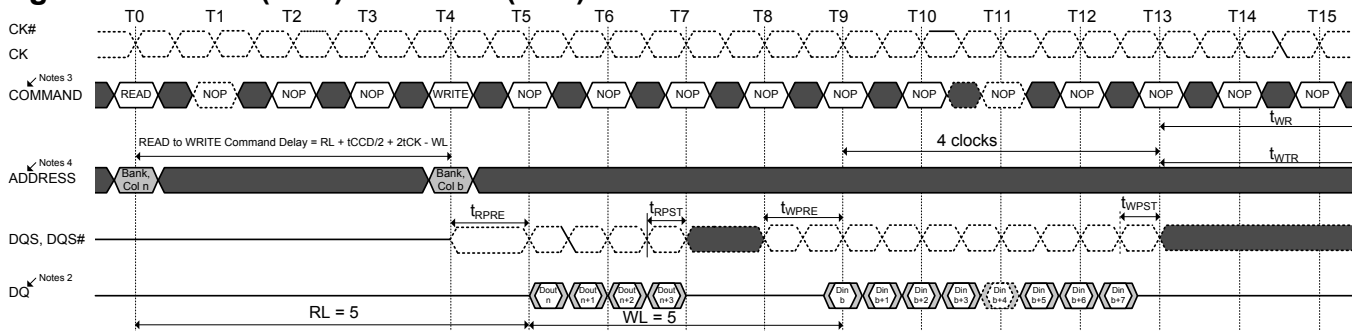 T0 T1 T2 T3 T4 T5 T6 T7 T8 T9 T10 T11 T12 T13 T14 T15
CK#
CK
Notes 3
COMMAND READ NOP NOP NOP WRITE NOP NOP NOP NOP NOP NOP NOP NOP NOP NOP NOP
tWR
READ to WRITE Command Delay = RL + tCCD/2 + 2tCK - WL
4 clocks
Notes 4
ADDRESS
Bank,
Col n
Bank,
Col b
tWTR
tRPRE tRPST tWPRE tWPST
DQS, DQS#
Notes 2
DQ
Dout
n
Dout
n+1
Dout
n+2
Dout
n+3
Din
b
Din
b+1
Din
b+2
Din
b+3
Din
b+4
Din
b+5
Din
b+6
Din
b+7
RL = 5 WL = 5